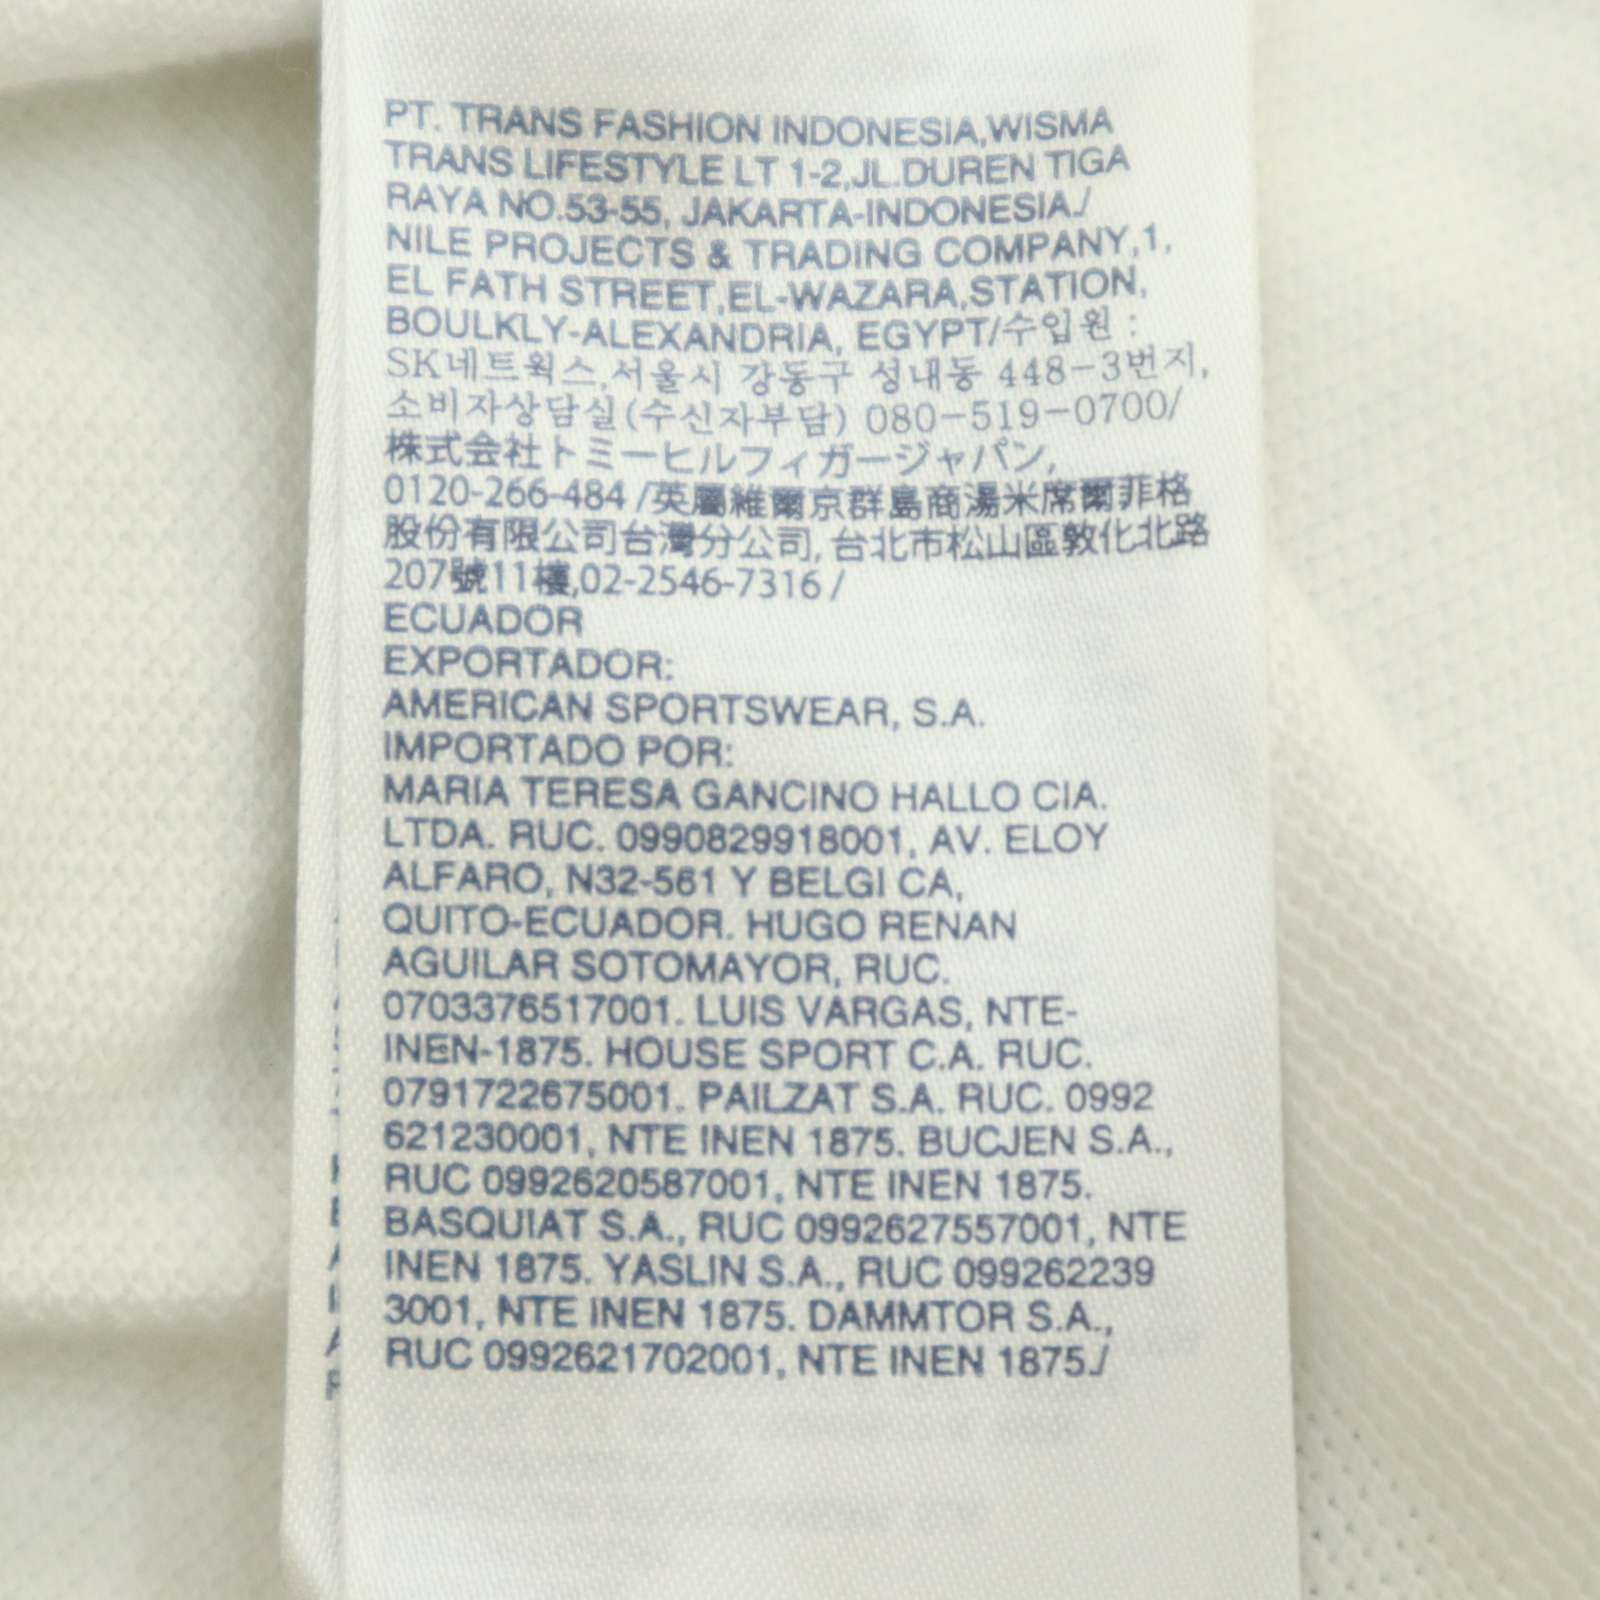 PT. TRANS FASHION INDONESIA,WISMA
TRANS LIFESTYLE LT 1-2,JL.DUREN TIGA
RAYA NO.53-55, JAKARTA-INDONESIA./
NILE PROJECTS & TRADING COMPANY,1,
EL FATH STREET,EL-WAZARA,STATION,
BOULKLY-ALEXANDRIA, EGYPT/수입원 :
SK네트웍스,서울시 강동구 성내동 448-3번지,
소비자상담실(수신자부담) 080-519-0700/
株式会社トミーヒルフィガージャパン,
0120-266-484 /英屬維爾京群島商湯米席爾菲格
股份有限公司台灣分公司, 台北市松山區敦化北路
207號11樓,02-2546-7316 /
ECUADOR
EXPORTADOR:
AMERICAN SPORTSWEAR, S.A.
IMPORTADO POR:
MARIA TERESA GANCINO HALLO CIA.
LTDA. RUC. 0990829918001, AV. ELOY
ALFARO, N32-561 Y BELGI CA,
QUITO-ECUADOR. HUGO RENAN
AGUILAR SOTOMAYOR, RUC.
0703376517001. LUIS VARGAS, NTE-
INEN-1875. HOUSE SPORT C.A. RUC.
0791722675001. PAILZAT S.A. RUC. 0992
621230001, NTE INEN 1875. BUCJEN S.A.,
RUC 0992620587001, NTE INEN 1875.
BASQUIAT S.A., RUC 0992627557001, NTE
INEN 1875. YASLIN S.A., RUC 099262239
3001, NTE INEN 1875. DAMMTOR S.A.,
RUC 0992621702001, NTE INEN 1875./